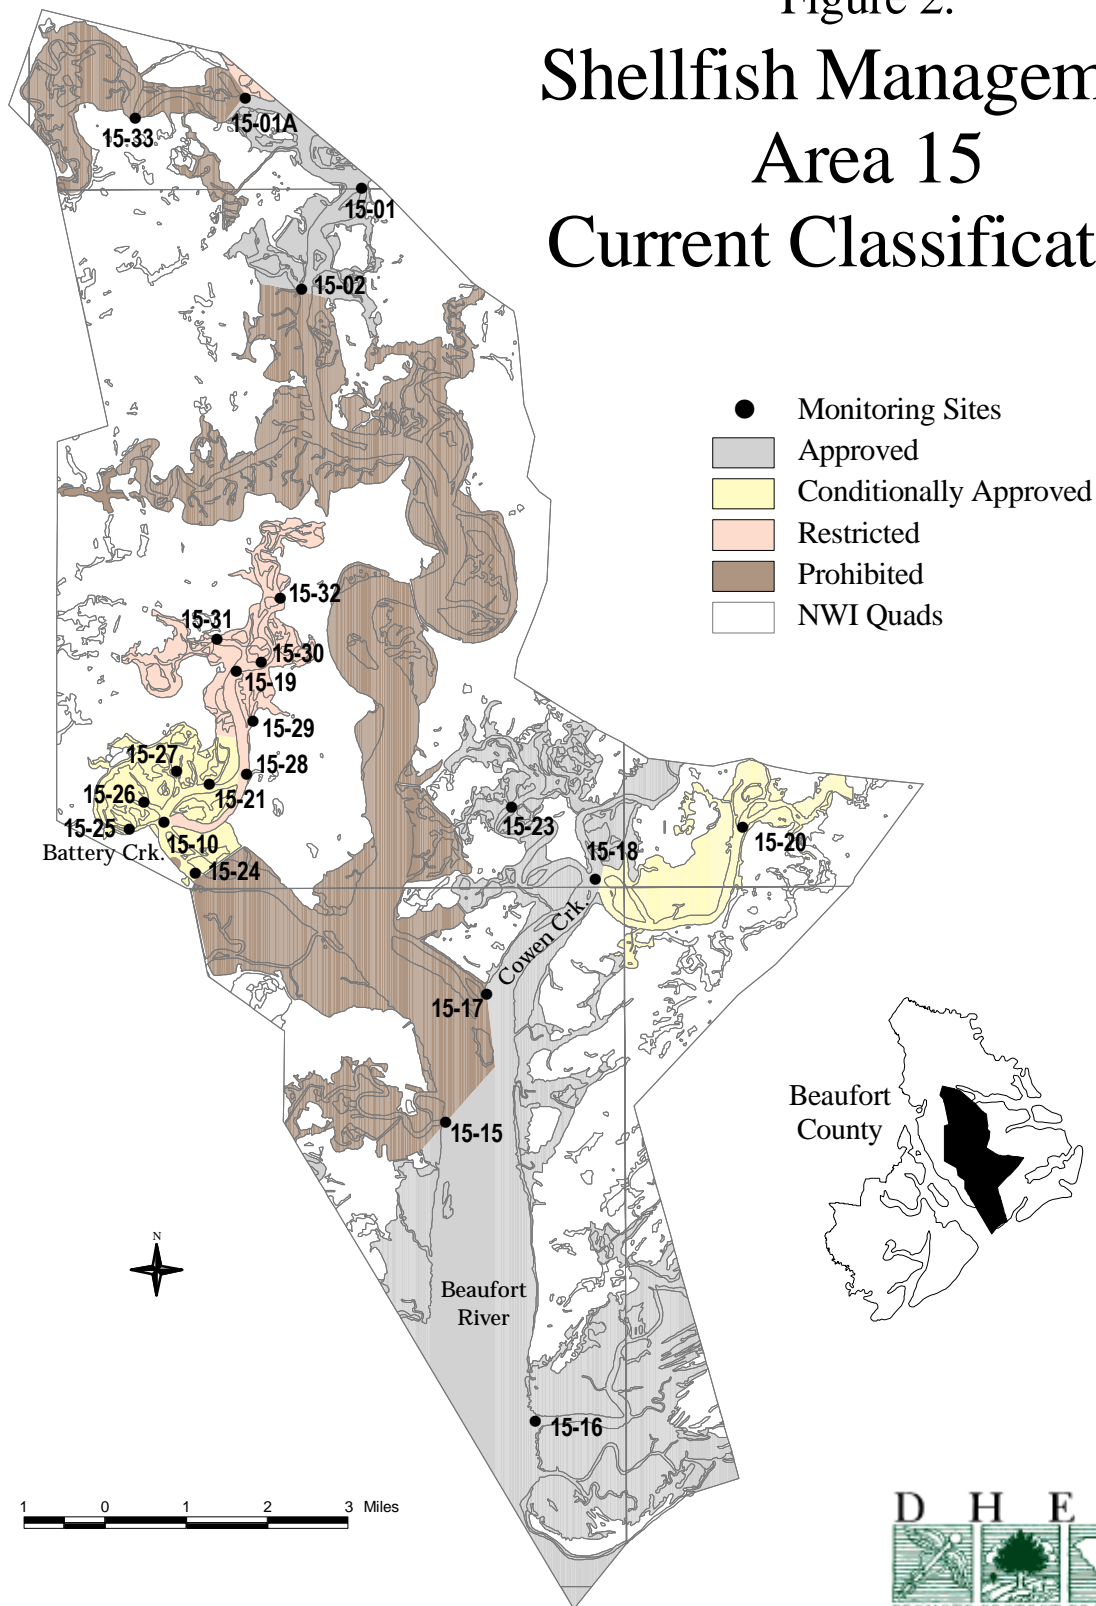 Figure 2.
Shellfish Managem
Area 15
Current Classificat
15-33
15-01A
15-01
15-02
Monitoring Sites
Approved
Conditionally Approved
Restricted
Prohibited
NWI Quads
15-32
15-31
15-30
15-19
15-29
15-27
15-28
15-21
15-26
15-25
15-10
Battery Crk.
15-24
15-23
15-18
15-20
Cowen Crk.
15-17
15-15
Beaufort
County
N
Beaufort
River
15-16
1 0 1 2 3 Miles
D H E